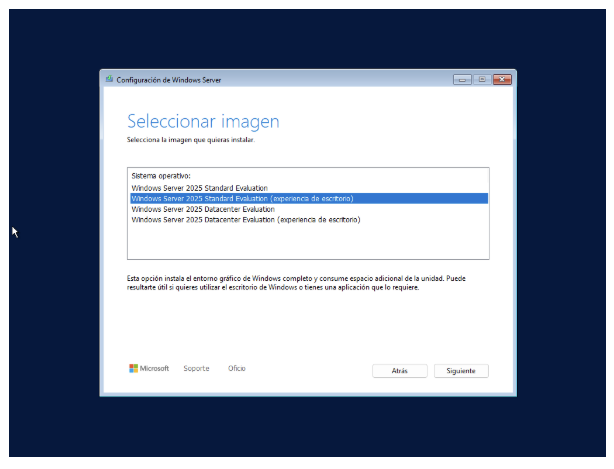 Configuración de Windows Server
Seleccionar imagen
Selecciona la imagen que quieras instalar.
Sistema operativo:
Windows Server 2025 Standard Evaluation
Windows Server 2025 Standard Evaluation (experiencia de escritorio)
Windows Server 2025 Datacenter Evaluation
Windows Server 2025 Datacenter Evaluation (experiencia de escritorio)
Esta opción instala el entorno gráfico de Windows completo y consume espacio adicional de la unidad. Puede
resultarte útil si quieres utilizar el escritorio de Windows o tienes una aplicación que lo requiere.
Microsoft Soporte Oficio Atrás Siguiente